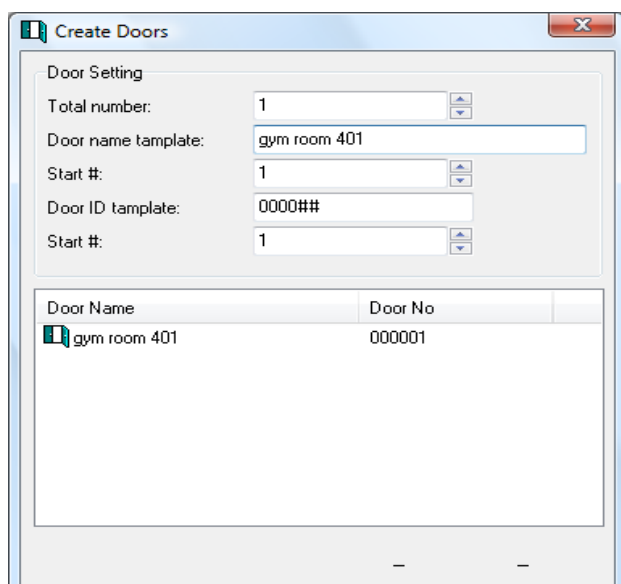 Create Doors
Door Setting
Total number: 1
Door name tamplate: gym room 401
Start #: 1
Door ID tamplate: 0000##
Start #: 1
Door Name Door No
gym room 401 000001